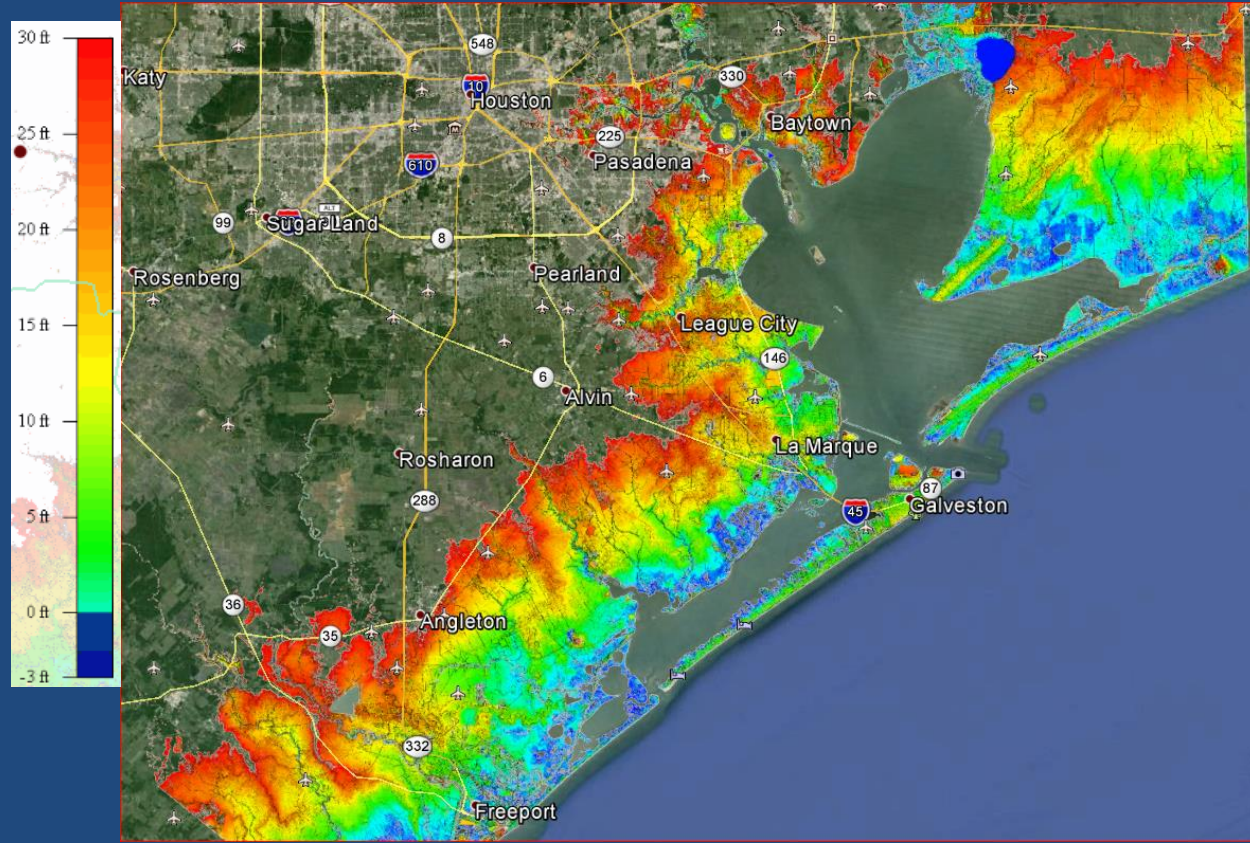 30 ft
25 ft
20 ft
15 ft
10 ft
5 ft
0 ft
-3 ft
548
Katy
330
10
Houston
Baytown
225
Pasadena
610
ALT
99
Sugar Land
8
Rosenberg
Pearland
League City
146
6
Alvin
La Marque
Rosharon
87
288
45
Galveston
36
Angleton
35
332
Freeport